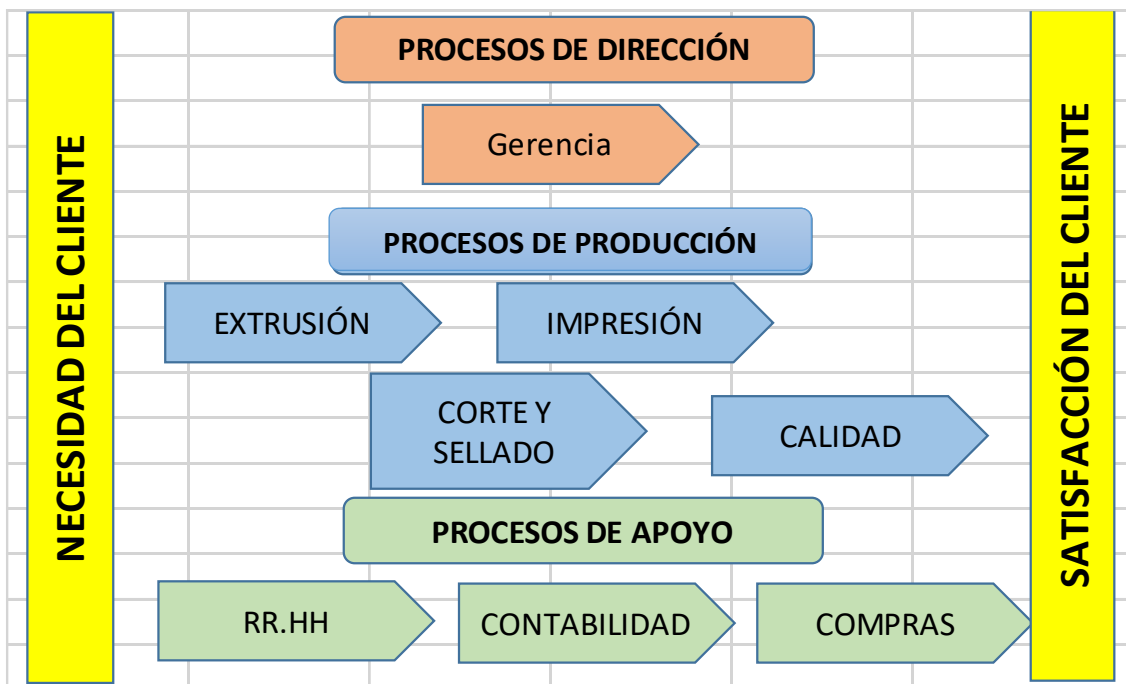 NECESIDAD DEL CLIENTE
PROCESOS DE DIRECCIÓN
Gerencia
PROCESOS DE PRODUCCIÓN
EXTRUSIÓN
IMPRESIÓN
CORTE Y
SELLADO
CALIDAD
PROCESOS DE APOYO
RR.HH
CONTABILIDAD
COMPRAS
SATISFACCIÓN DEL CLIENTE